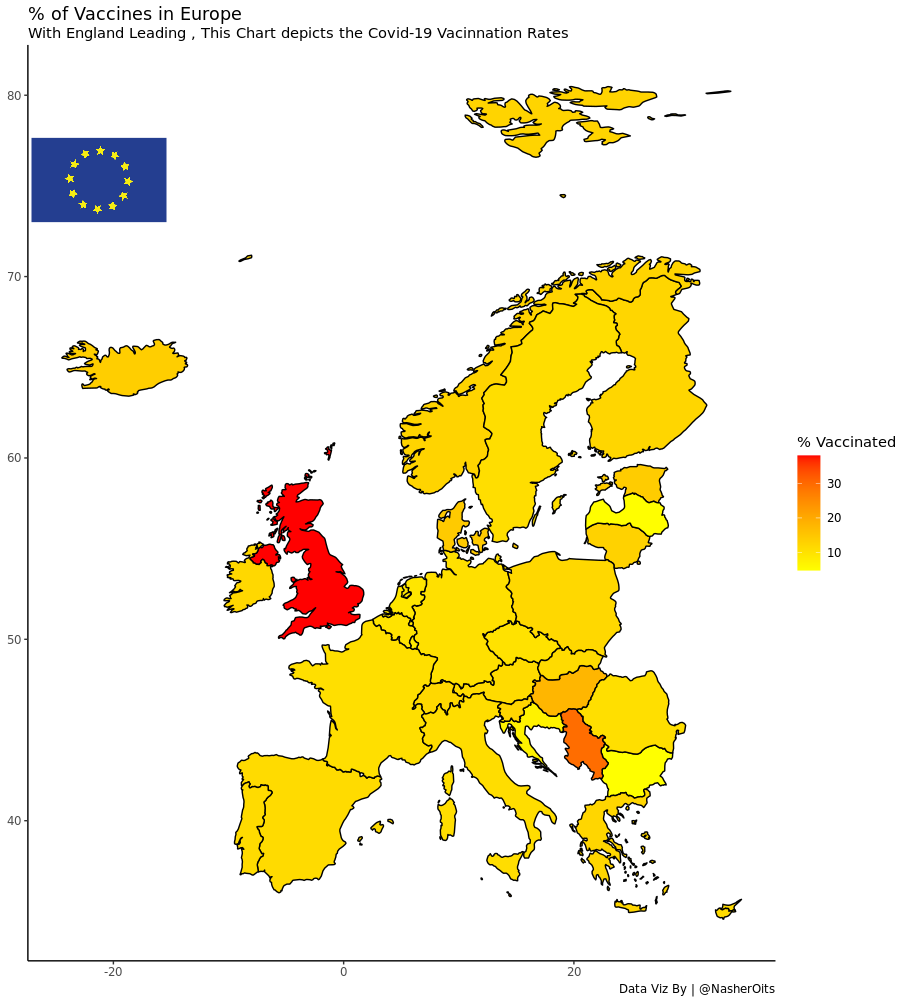 % of Vaccines in Europe
With England Leading , This Chart depicts the Covid-19 Vacinnation Rates
80
70
60
50
40
-20
0
20
% Vaccinated
30
20
10
Data Viz By | @NasherOits